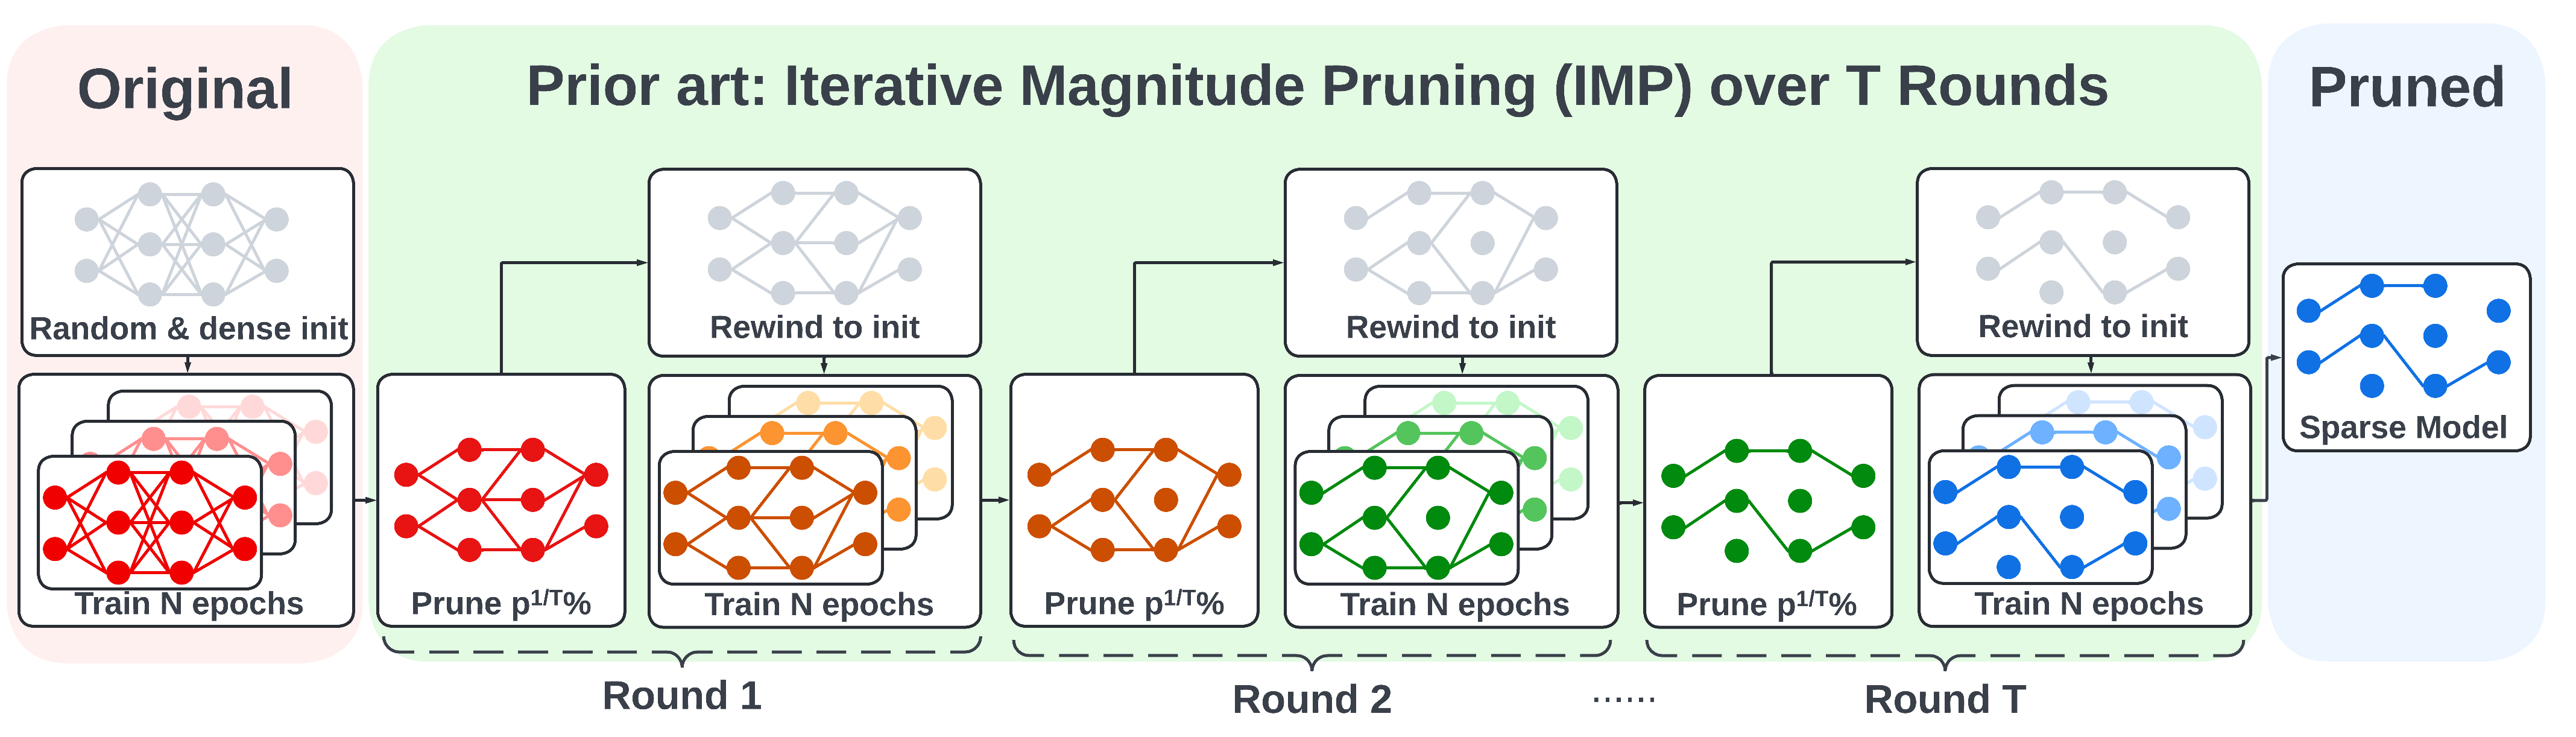 Original
Prior art: Iterative Magnitude Pruning (IMP) over T Rounds
Pruned
Random & dense init
Rewind to init
Rewind to init
Rewind to init
Train N epochs
Prune p^1/T%
Train N epochs
Prune p^1/T%
Train N epochs
Prune p^1/T%
Train N epochs
Sparse Model
Round 1
Round 2
......
Round T